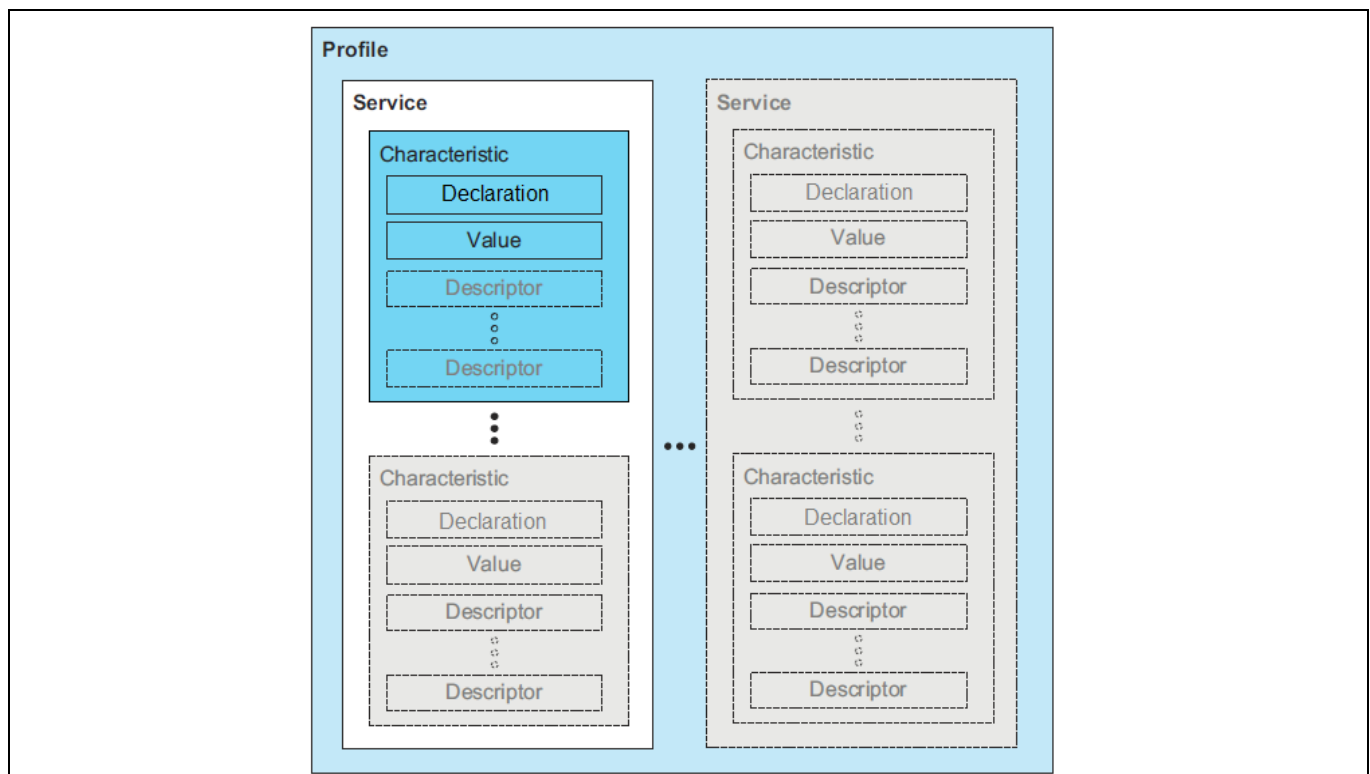 Profile
Service
Characteristic
Declaration
Value
Descriptor
Descriptor
Characteristic
Declaration
Value
Descriptor
Descriptor
Service
Characteristic
Declaration
Value
Descriptor
Descriptor
Characteristic
Declaration
Value
Descriptor
Descriptor